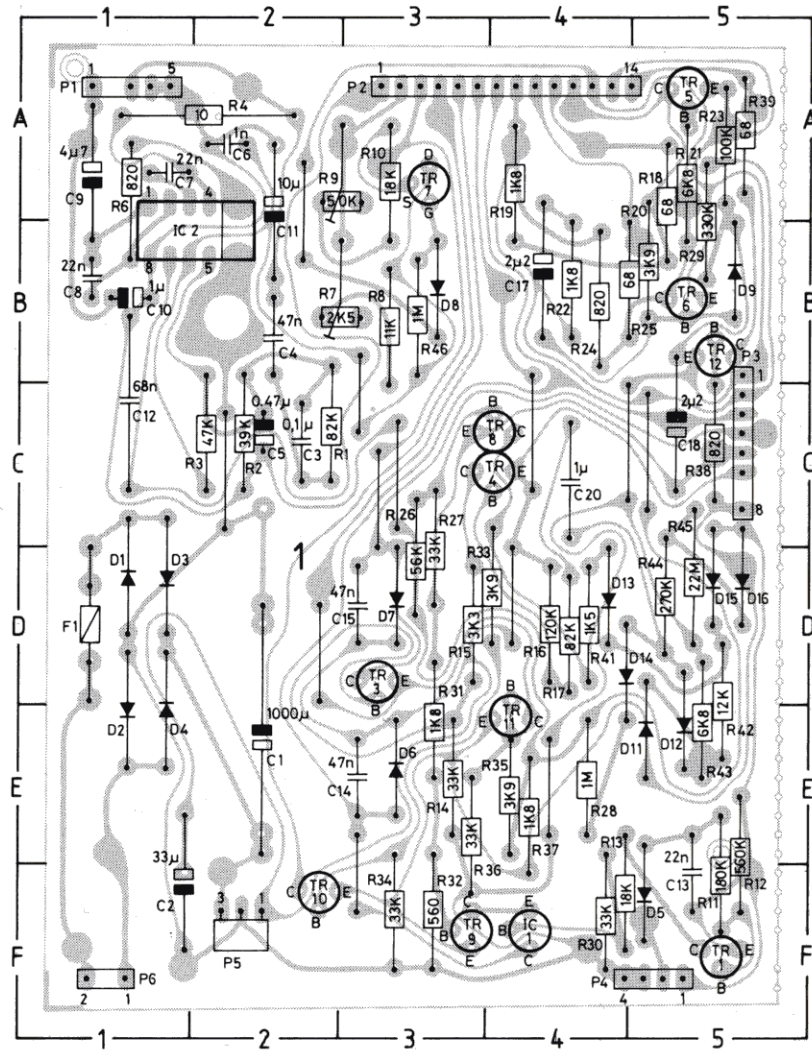 1 2 3 4 5
A A
B B
C C
D D
E E
F F
1 2 3 4 5
P1 1 5
P2 1 14
C TR 5 E B
R39
68
R23
100K
10 R4
1n C6
4µ7
C9
820
R6
22n
C7
10µ
C11
R9
50K
R10
18K
D TR 7 S G
1K8
R19
R18
68
R21
6K8
330K
R29
R20
3K9
68
R25
1 4
IC 2
8 5
22n
C8
1µ
C10
47n
C4
R7
2K5
R8
11K
1M
R46
D8
2µ2
C17
1K8
R22
820
R24
C TR 6 E B
D9
B E TR 12 C
P3
1
8
68n
C12
47K
R3
39K
R2
0.47µ
C5
0,1µ
C3
82K
R1
B E TR 8 C
C TR 4 E B
1µ
C20
2µ2
C18
820
R38
R26
56K
R27
33K
1
R33
3K9
D1
D3
F1
47n
C15
D7
3K3
R15
R16
120K
82K
R17
1K5
R41
D13
R44
270K
R45
22M
D15
D16
D14
C TR 3 E B
R31
1K8
B E TR 11 C
D2
D4
1000µ
C1
D11
D12
6K8
R43
12K
R42
47n
C14
D6
33K
R14
R35
3K9
33K
R36
1K8
R37
1M
R28
33µ
C2
3 1
P5
C TR 10 E B
R34
33K
R32
560
C B TR 9 E
E B IC 1 C
R13
18K
33K
R30
D5
22n
C13
180K
R11
560K
R12
C TR 1 E B
P6
2 1
P4
4 1